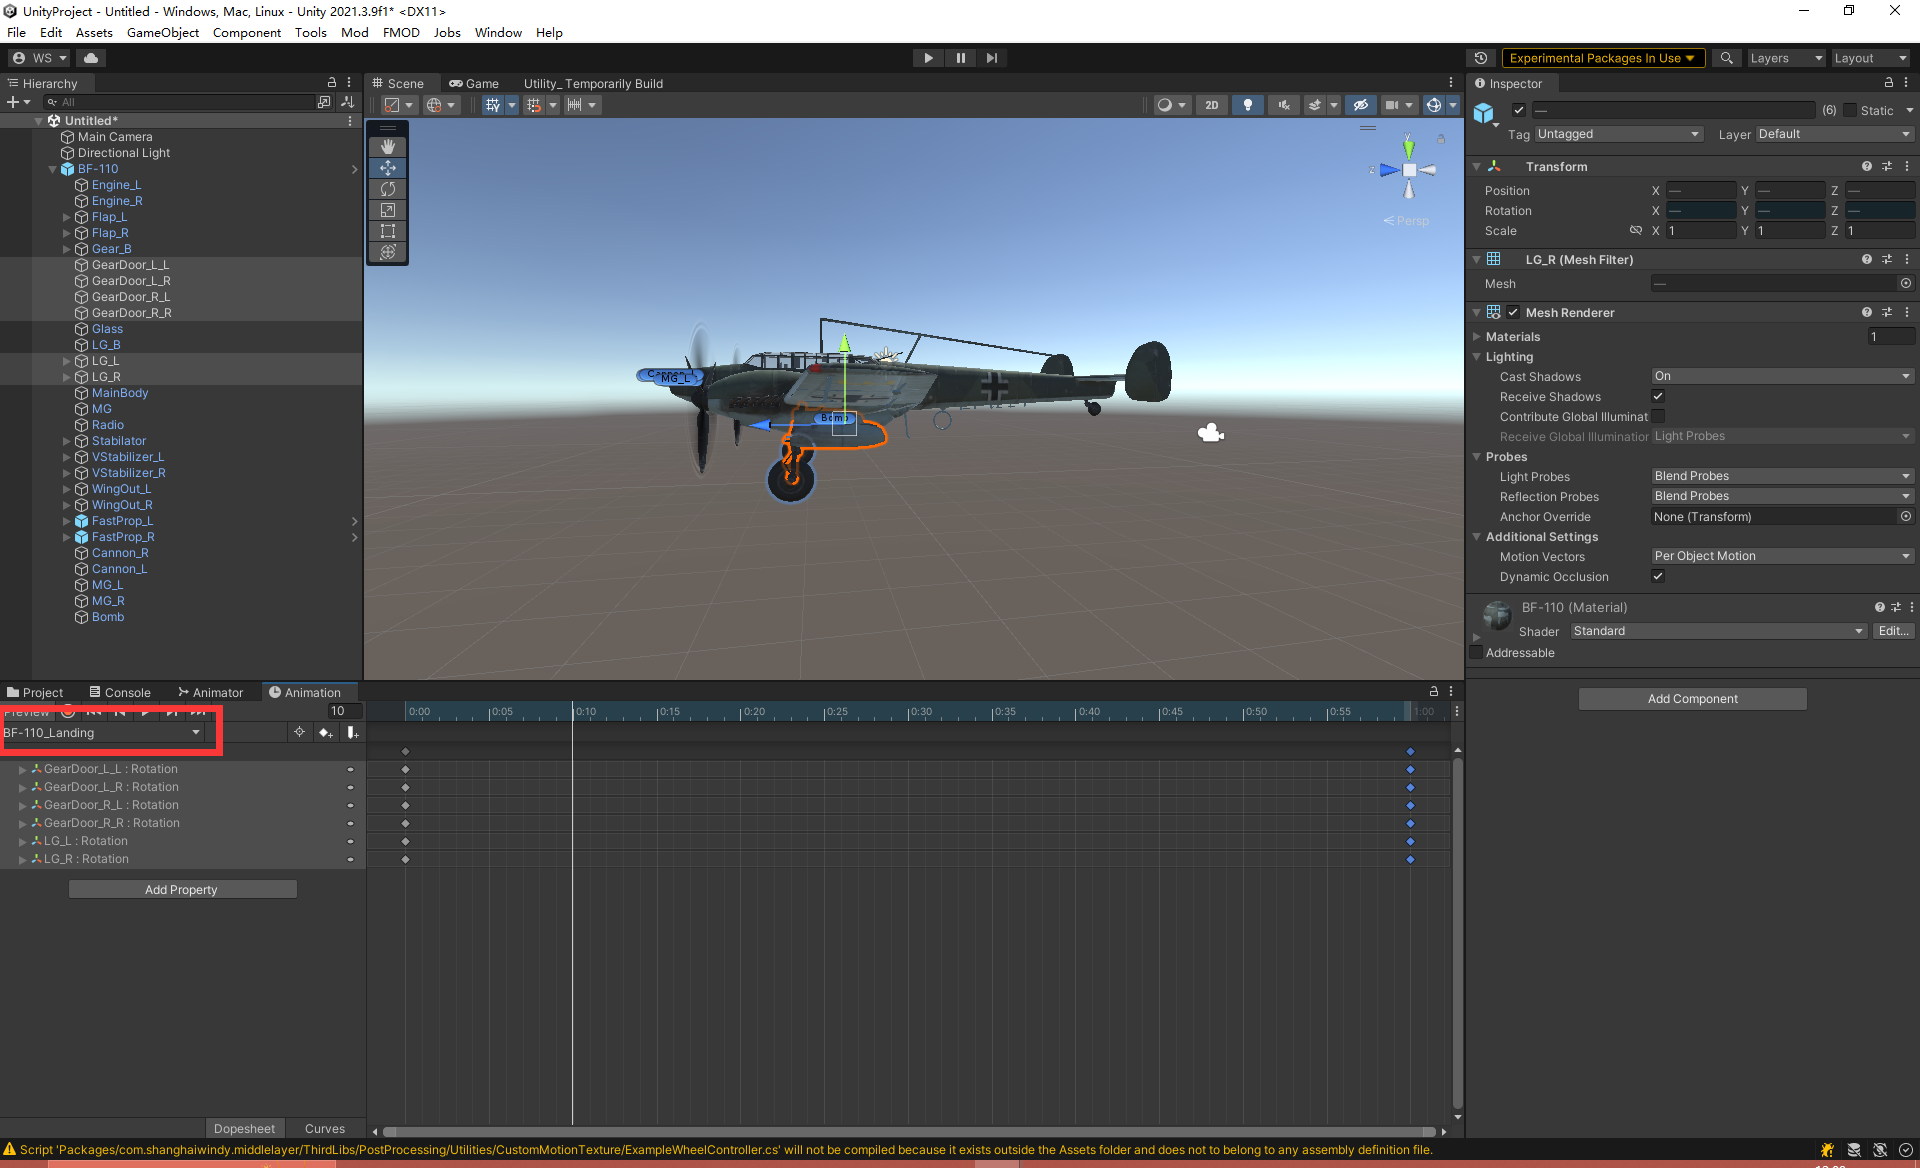 UnityProject - Untitled - Windows, Mac, Linux - Unity 2021.3.9f1* <DX11>
File Edit Assets GameObject Component Tools Mod FMOD Jobs Window Help
WS
Experimental Packages In Use
Layers
Layout
Hierarchy
All
Untitled*
Main Camera
Directional Light
BF-110
Engine_L
Engine_R
Flap_L
Flap_R
Gear_B
GearDoor_L_L
GearDoor_L_R
GearDoor_R_L
GearDoor_R_R
Glass
LG_B
LG_L
LG_R
MainBody
MG
Radio
Stabilator
VStabilizer_L
VStabilizer_R
WingOut_L
WingOut_R
FastProp_L
FastProp_R
Cannon_R
Cannon_L
MG_L
MG_R
Bomb
Scene Game Utility_ Temporarily Build
2D
y
z
Persp
MG_L
Bomb
Inspector
—
(6)
Static
Tag Untagged
Layer Default
Transform
Position X — Y — Z —
Rotation X — Y — Z —
Scale X 1 Y 1 Z 1
LG_R (Mesh Filter)
Mesh —
Mesh Renderer
Materials 1
Lighting
Cast Shadows On
Receive Shadows
Contribute Global Illuminat
Receive Global Illumination Light Probes
Probes
Light Probes Blend Probes
Reflection Probes Blend Probes
Anchor Override None (Transform)
Additional Settings
Motion Vectors Per Object Motion
Dynamic Occlusion
BF-110 (Material)
Shader Standard Edit...
Addressable
Add Component
Project Console Animator Animation
Preview
10
0:00 0:05 0:10 0:15 0:20 0:25 0:30 0:35 0:40 0:45 0:50 0:55 1:00
BF-110_Landing
GearDoor_L_L : Rotation
GearDoor_L_R : Rotation
GearDoor_R_L : Rotation
GearDoor_R_R : Rotation
LG_L : Rotation
LG_R : Rotation
Add Property
Dopesheet Curves
Script 'Packages/com.shanghaiwindy.middlelayer/ThirdLibs/PostProcessing/Utilities/CustomMotionTexture/ExampleWheelController.cs' will not be compiled because it exists outside the Assets folder and does not to belong to any assembly definition file.